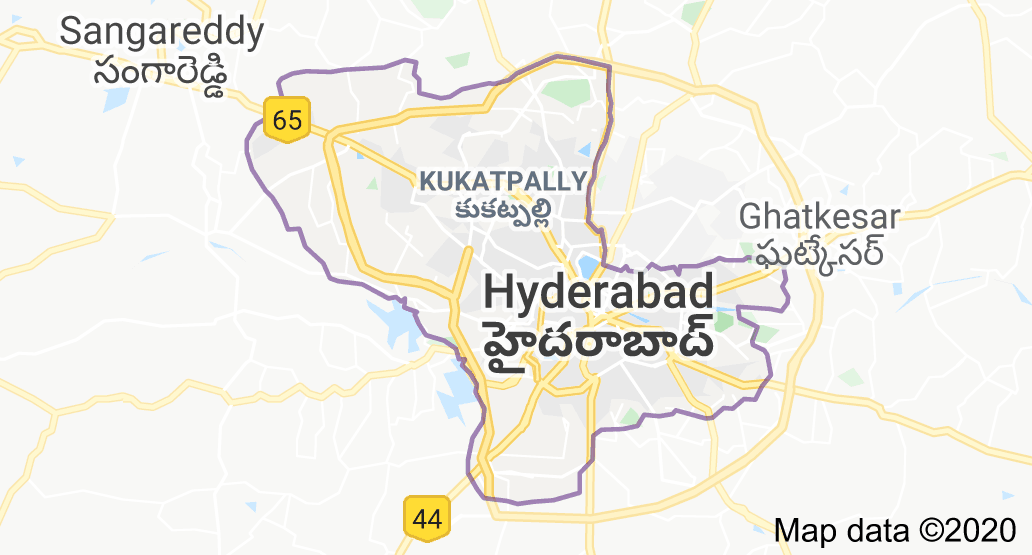 Sangareddy
సంగారెడ్డి
65
KUKATPALLY
కుకట్పల్లి
Ghatkesar
ఘట్కేసర్
Hyderabad
హైదరాబాద్
44
Map data ©2020